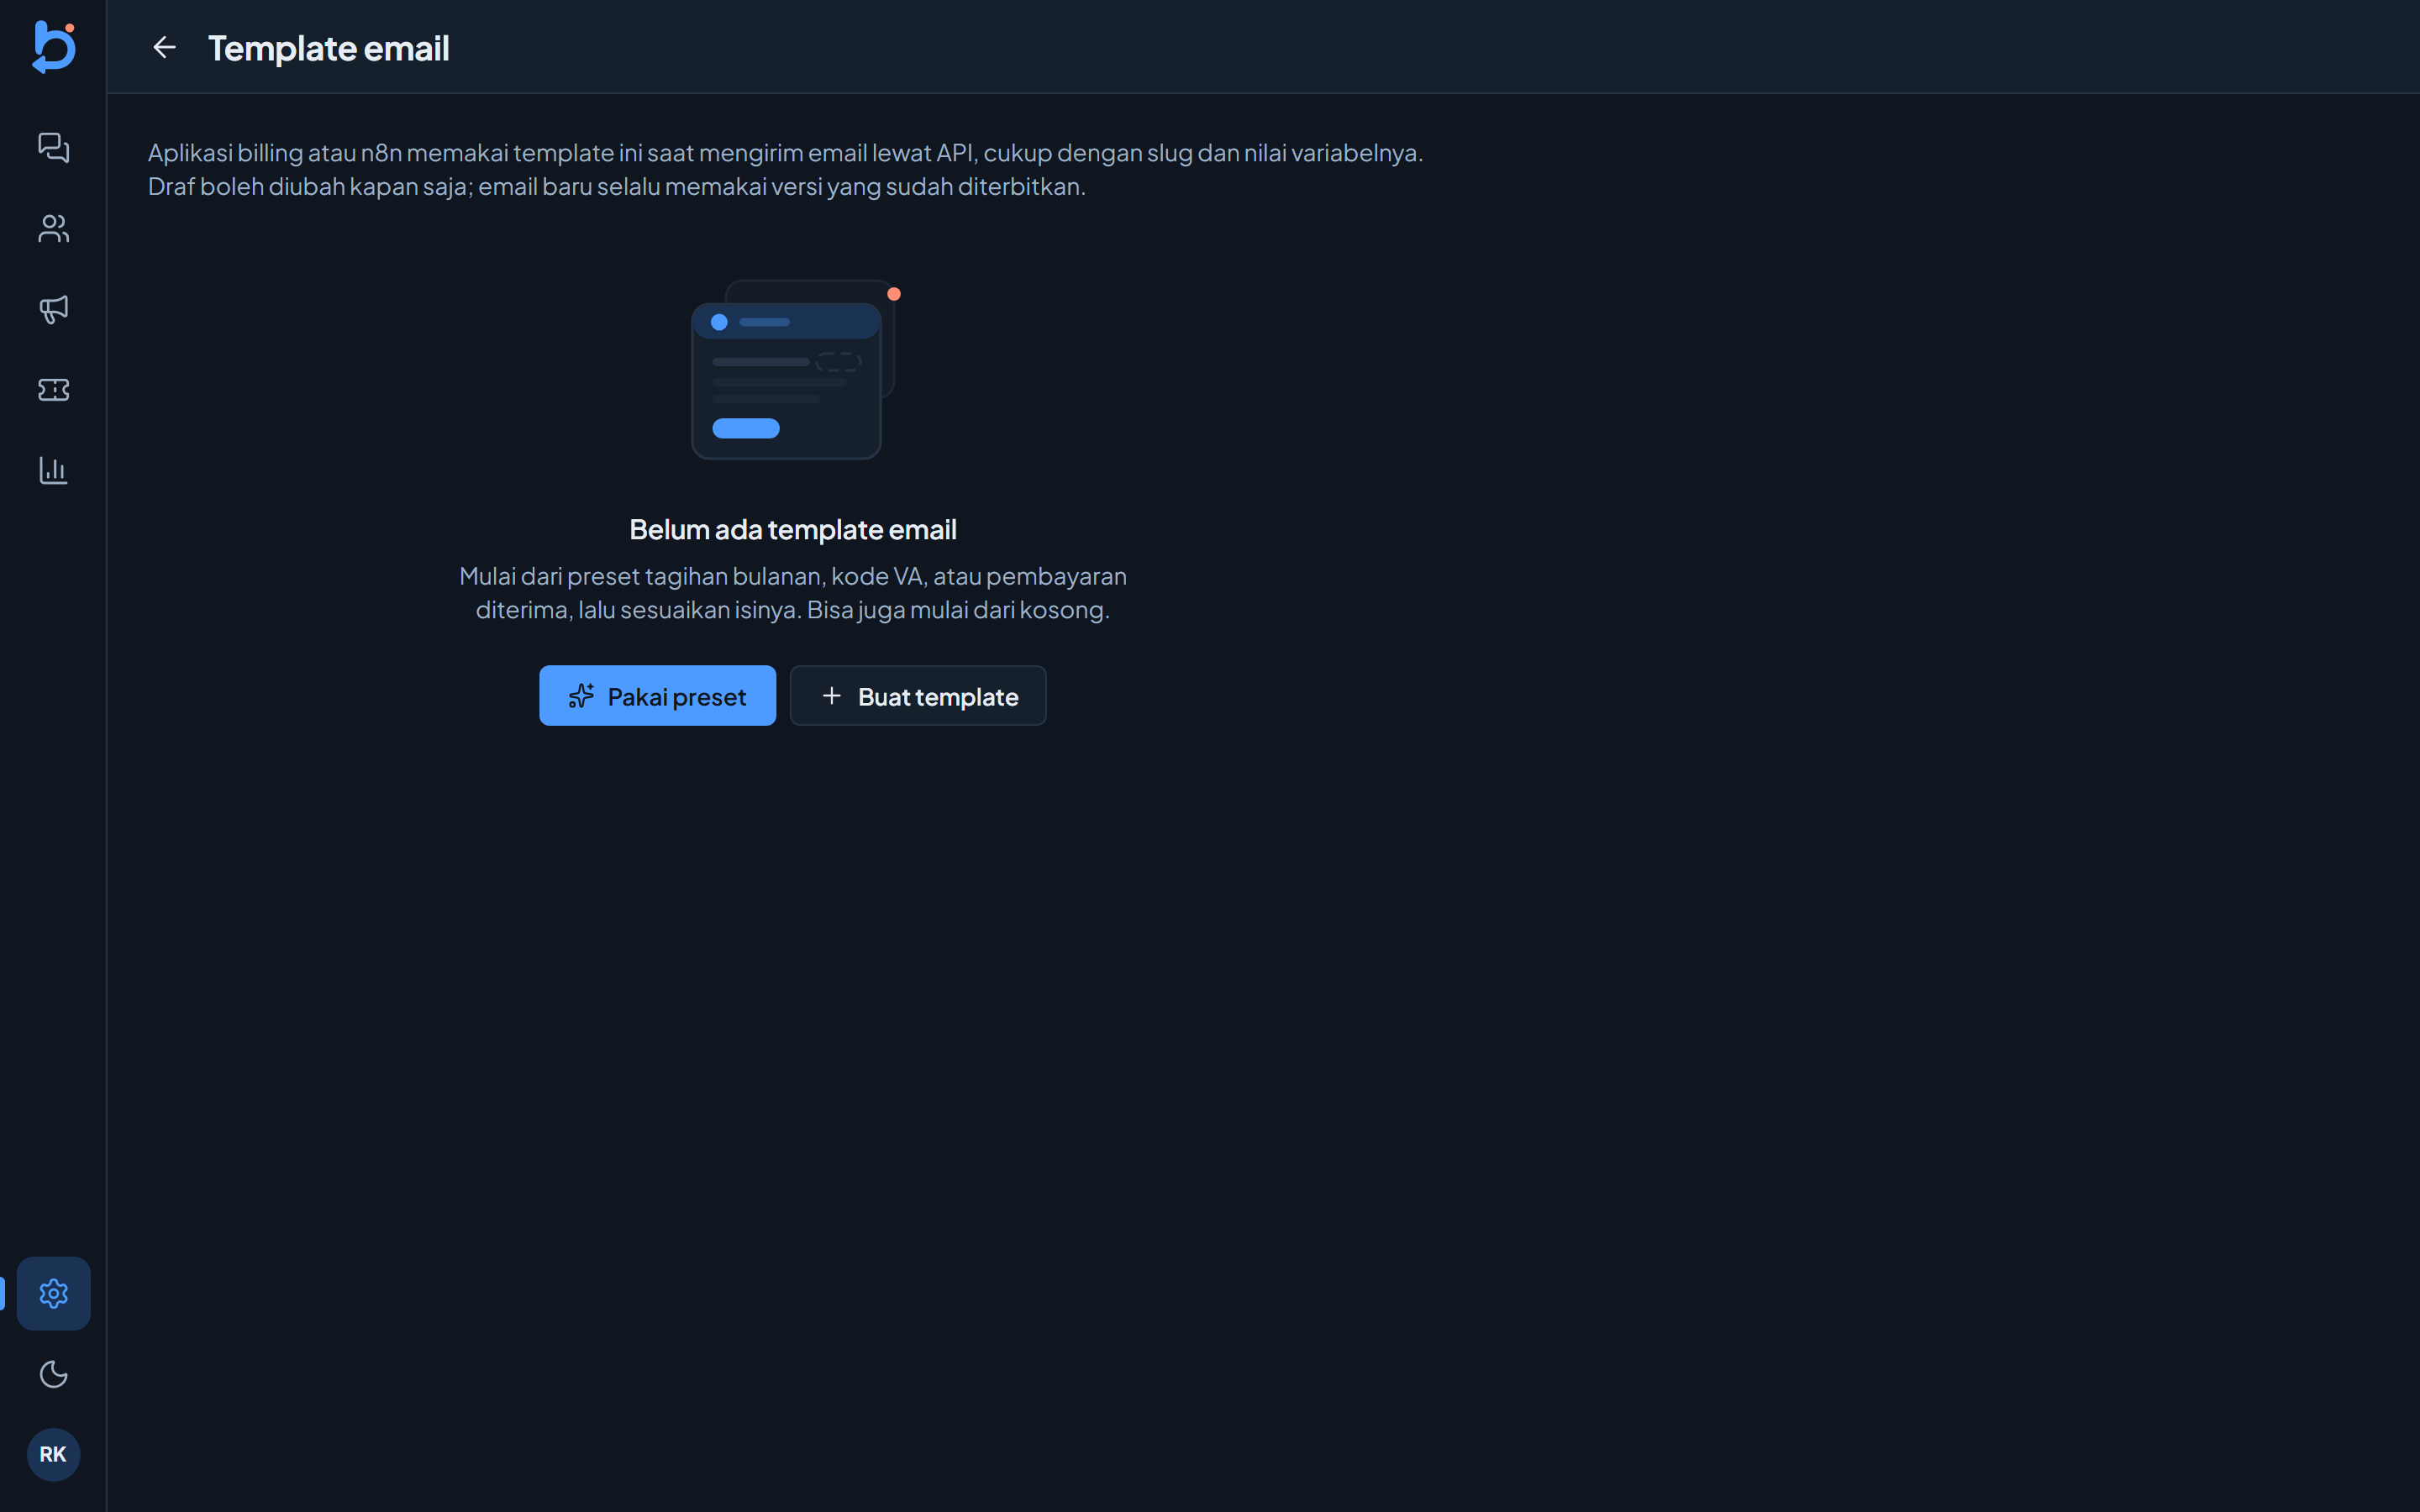 Template email
Aplikasi billing atau n8n memakai template ini saat mengirim email lewat API, cukup dengan slug dan nilai variabelnya.
Draf boleh diubah kapan saja; email baru selalu memakai versi yang sudah diterbitkan.
Belum ada template email
Mulai dari preset tagihan bulanan, kode VA, atau pembayaran
diterima, lalu sesuaikan isinya. Bisa juga mulai dari kosong.
Pakai preset
Buat template
RK